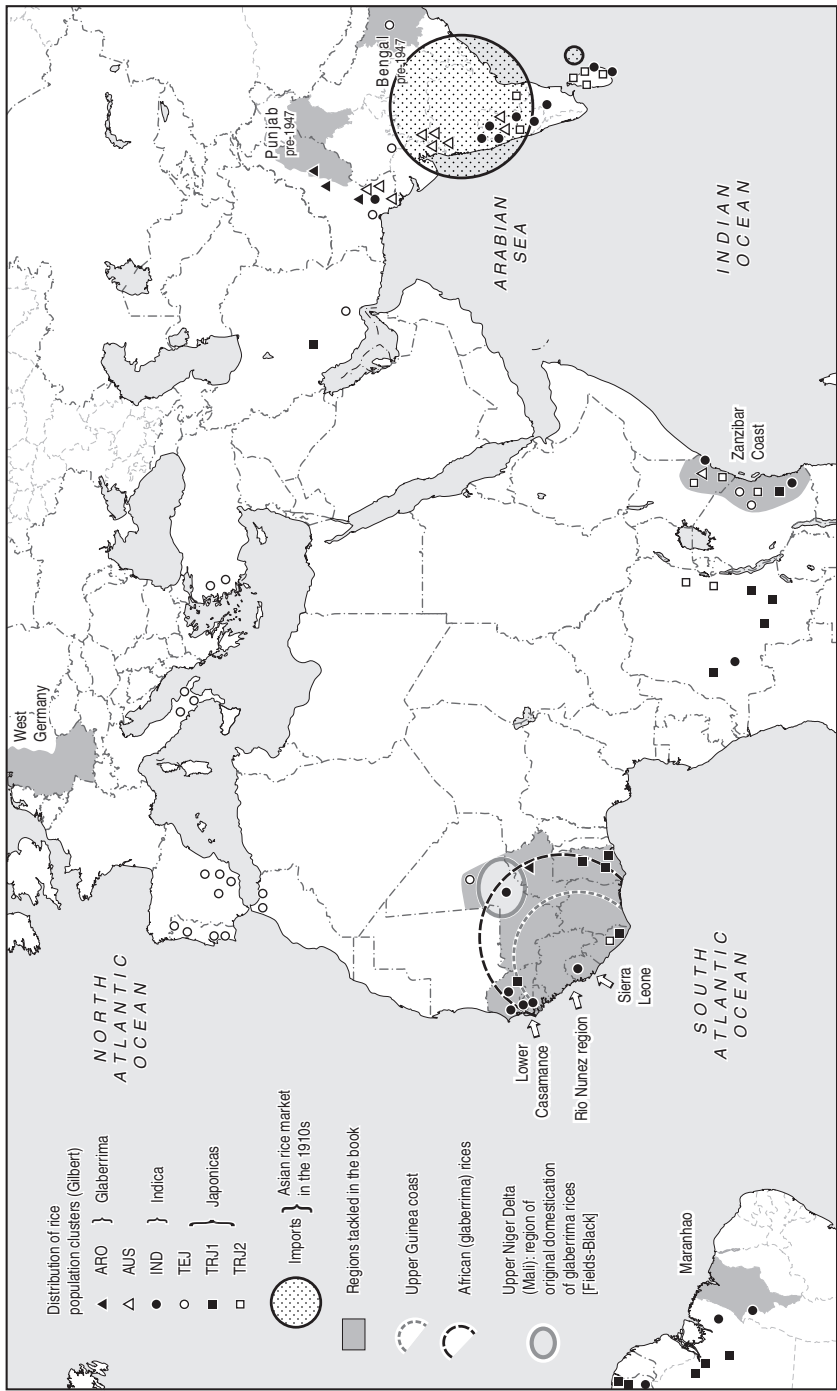 Distribution of rice
population clusters (Gilbert)
ARO } Glaberrima
AUS
IND } Indica
TEJ
TRJ1 } Japonicas
TRJ2
Imports } Asian rice market
in the 1910s
Regions tackled in the book
Upper Guinea coast
African (glaberrima) rices
Upper Niger Delta
(Mali): region of
original domestication
of glaberrima rices
[Fields-Black]
NORTH
ATLANTIC
OCEAN
West
Germany
Punjab
pre-1947
Bengal
pre-1947
ARABIAN
SEA
INDIAN
OCEAN
Zanzibar
Coast
Lower
Casamance
Rio Nunez region
Sierra
Leone
SOUTH
ATLANTIC
OCEAN
Maranhao